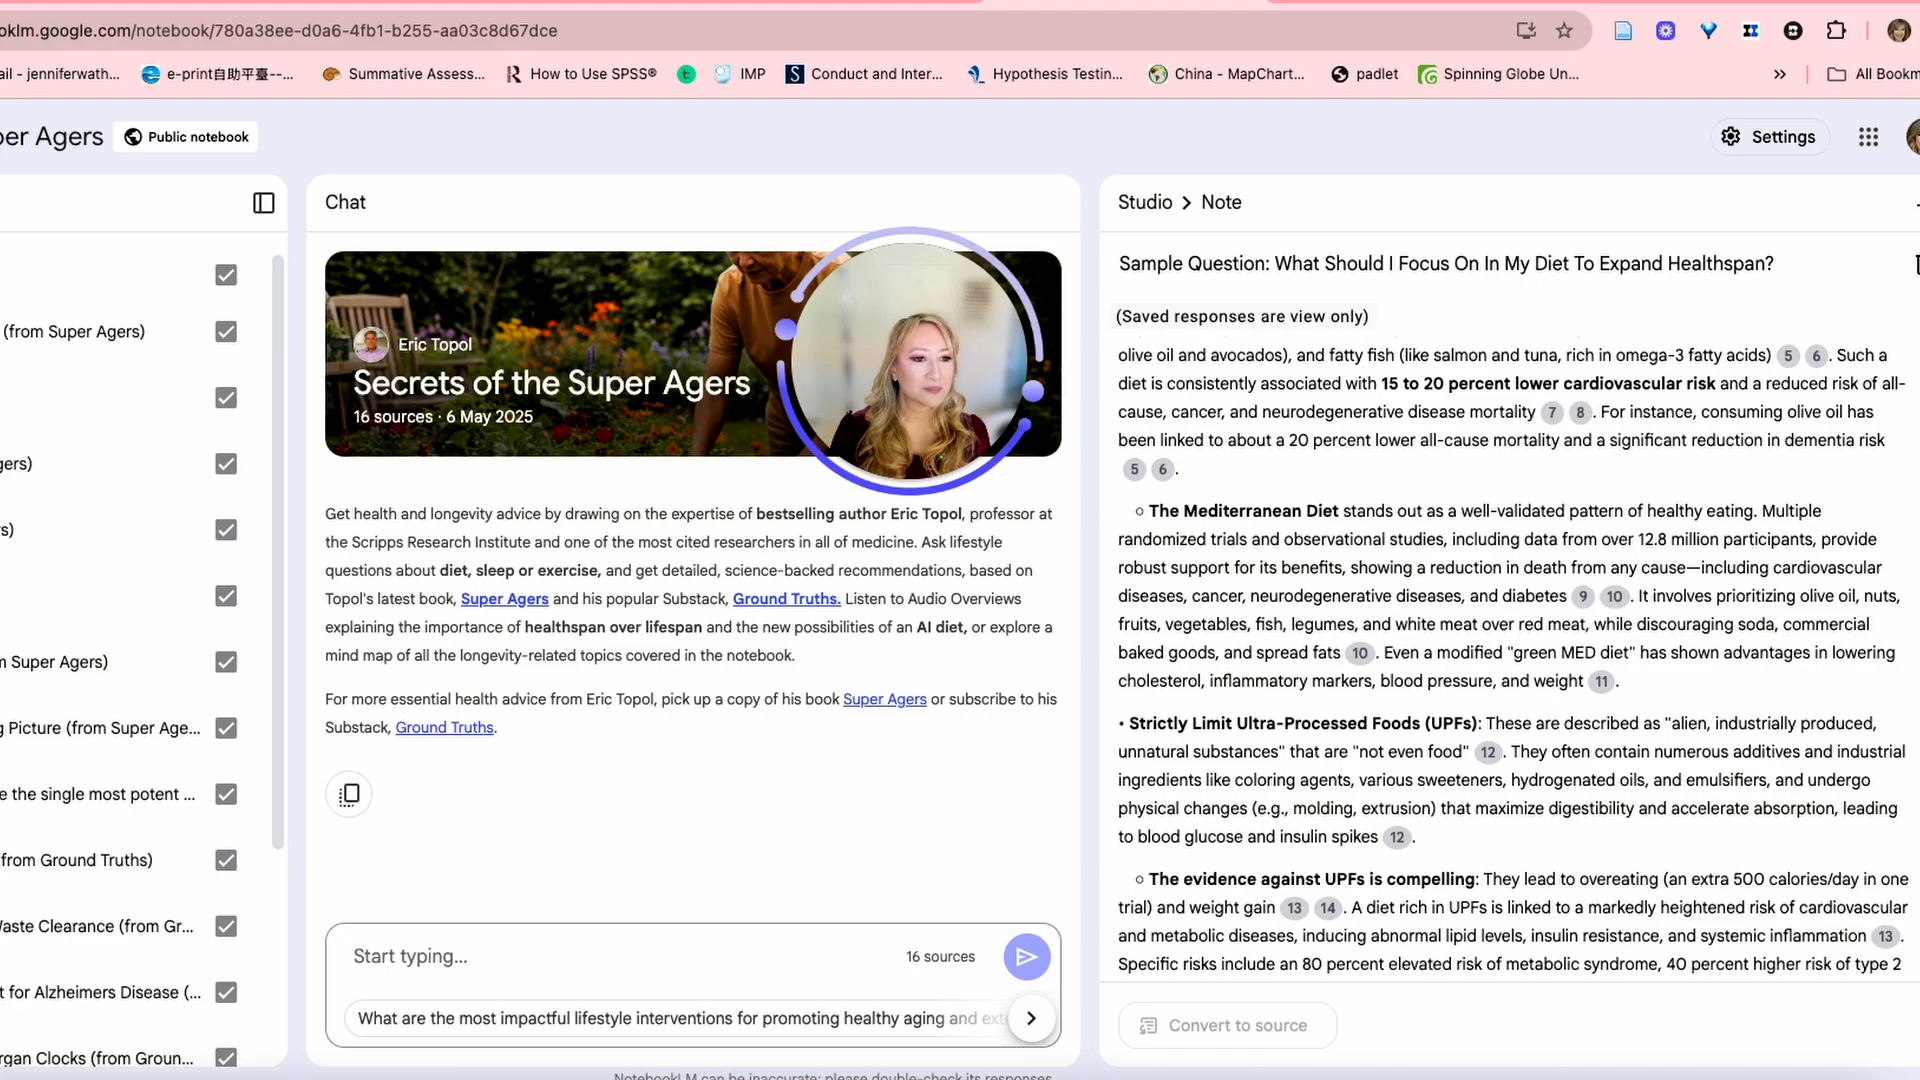 oklm.google.com/notebook/780a38ee-d0a6-4fb1-b255-aa03c8d67dce
ail - jenniferwath...
e-print自助平臺--...
Summative Assess...
How to Use SPSS®
IMP
Conduct and Inter...
Hypothesis Testin...
China - MapChart...
padlet
Spinning Globe Un...
All Bookm
per Agers
Public notebook
Settings
(from Super Agers)
gers)
s)
m Super Agers)
g Picture (from Super Age...
e the single most potent ...
from Ground Truths)
Waste Clearance (from Gr...
t for Alzheimers Disease (...
rgan Clocks (from Groun...
Chat
Eric Topol
Secrets of the Super Agers
16 sources · 6 May 2025
Get health and longevity advice by drawing on the expertise of bestselling author Eric Topol, professor at
the Scripps Research Institute and one of the most cited researchers in all of medicine. Ask lifestyle
questions about diet, sleep or exercise, and get detailed, science-backed recommendations, based on
Topol's latest book, Super Agers and his popular Substack, Ground Truths. Listen to Audio Overviews
explaining the importance of healthspan over lifespan and the new possibilities of an AI diet, or explore a
mind map of all the longevity-related topics covered in the notebook.
For more essential health advice from Eric Topol, pick up a copy of his book Super Agers or subscribe to his
Substack, Ground Truths.
Start typing...
16 sources
What are the most impactful lifestyle interventions for promoting healthy aging and exte
NotebookLM can be inaccurate; please double-check its responses.
Studio > Note
Sample Question: What Should I Focus On In My Diet To Expand Healthspan?
(Saved responses are view only)
olive oil and avocados), and fatty fish (like salmon and tuna, rich in omega-3 fatty acids) 5 6. Such a
diet is consistently associated with 15 to 20 percent lower cardiovascular risk and a reduced risk of all-
cause, cancer, and neurodegenerative disease mortality 7 8. For instance, consuming olive oil has
been linked to about a 20 percent lower all-cause mortality and a significant reduction in dementia risk
5 6.
○ The Mediterranean Diet stands out as a well-validated pattern of healthy eating. Multiple
randomized trials and observational studies, including data from over 12.8 million participants, provide
robust support for its benefits, showing a reduction in death from any cause—including cardiovascular
diseases, cancer, neurodegenerative diseases, and diabetes 9 10. It involves prioritizing olive oil, nuts,
fruits, vegetables, fish, legumes, and white meat over red meat, while discouraging soda, commercial
baked goods, and spread fats 10. Even a modified "green MED diet" has shown advantages in lowering
cholesterol, inflammatory markers, blood pressure, and weight 11.
• Strictly Limit Ultra-Processed Foods (UPFs): These are described as "alien, industrially produced,
unnatural substances" that are "not even food" 12. They often contain numerous additives and industrial
ingredients like coloring agents, various sweeteners, hydrogenated oils, and emulsifiers, and undergo
physical changes (e.g., molding, extrusion) that maximize digestibility and accelerate absorption, leading
to blood glucose and insulin spikes 12.
○ The evidence against UPFs is compelling: They lead to overeating (an extra 500 calories/day in one
trial) and weight gain 13 14. A diet rich in UPFs is linked to a markedly heightened risk of cardiovascular
and metabolic diseases, inducing abnormal lipid levels, insulin resistance, and systemic inflammation 13.
Specific risks include an 80 percent elevated risk of metabolic syndrome, 40 percent higher risk of type 2
Convert to source